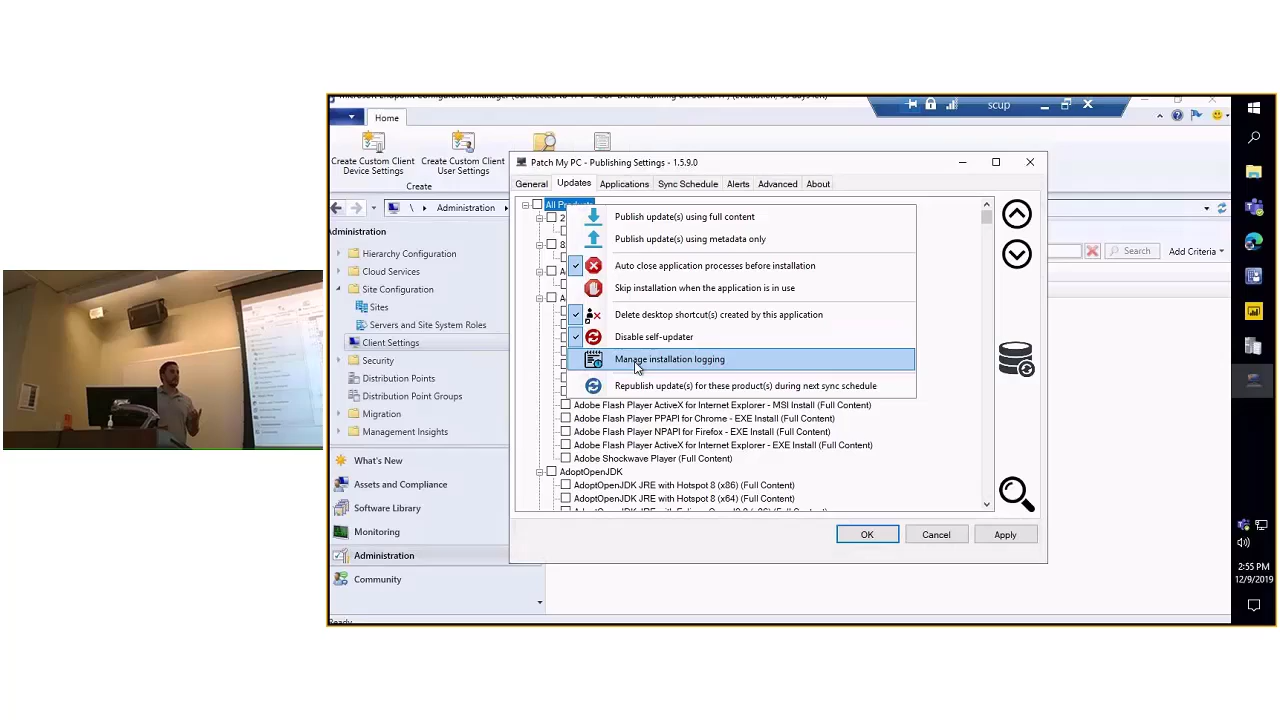 scup
Home
Create Custom Client Device Settings
Create Custom Client User Settings
Create
\ Administration
Search
Add Criteria
Administration
Hierarchy Configuration
Cloud Services
Site Configuration
Sites
Servers and Site System Roles
Client Settings
Security
Distribution Points
Distribution Point Groups
Migration
Management Insights
What's New
Assets and Compliance
Software Library
Monitoring
Administration
Community
Ready
Patch My PC - Publishing Settings - 1.5.9.0
General
Updates
Applications
Sync Schedule
Alerts
Advanced
About
All Products
Publish update(s) using full content
Publish update(s) using metadata only
Auto close application processes before installation
Skip installation when the application is in use
Delete desktop shortcut(s) created by this application
Disable self-updater
Manage installation logging
Republish update(s) for these product(s) during next sync schedule
Adobe Flash Player ActiveX for Internet Explorer - MSI Install (Full Content)
Adobe Flash Player PPAPI for Chrome - EXE Install (Full Content)
Adobe Flash Player NPAPI for Firefox - EXE Install (Full Content)
Adobe Flash Player ActiveX for Internet Explorer - EXE Install (Full Content)
Adobe Shockwave Player (Full Content)
AdoptOpenJDK
AdoptOpenJDK JRE with Hotspot 8 (x86) (Full Content)
AdoptOpenJDK JRE with Hotspot 8 (x64) (Full Content)
OK
Cancel
Apply
2:55 PM
12/9/2019